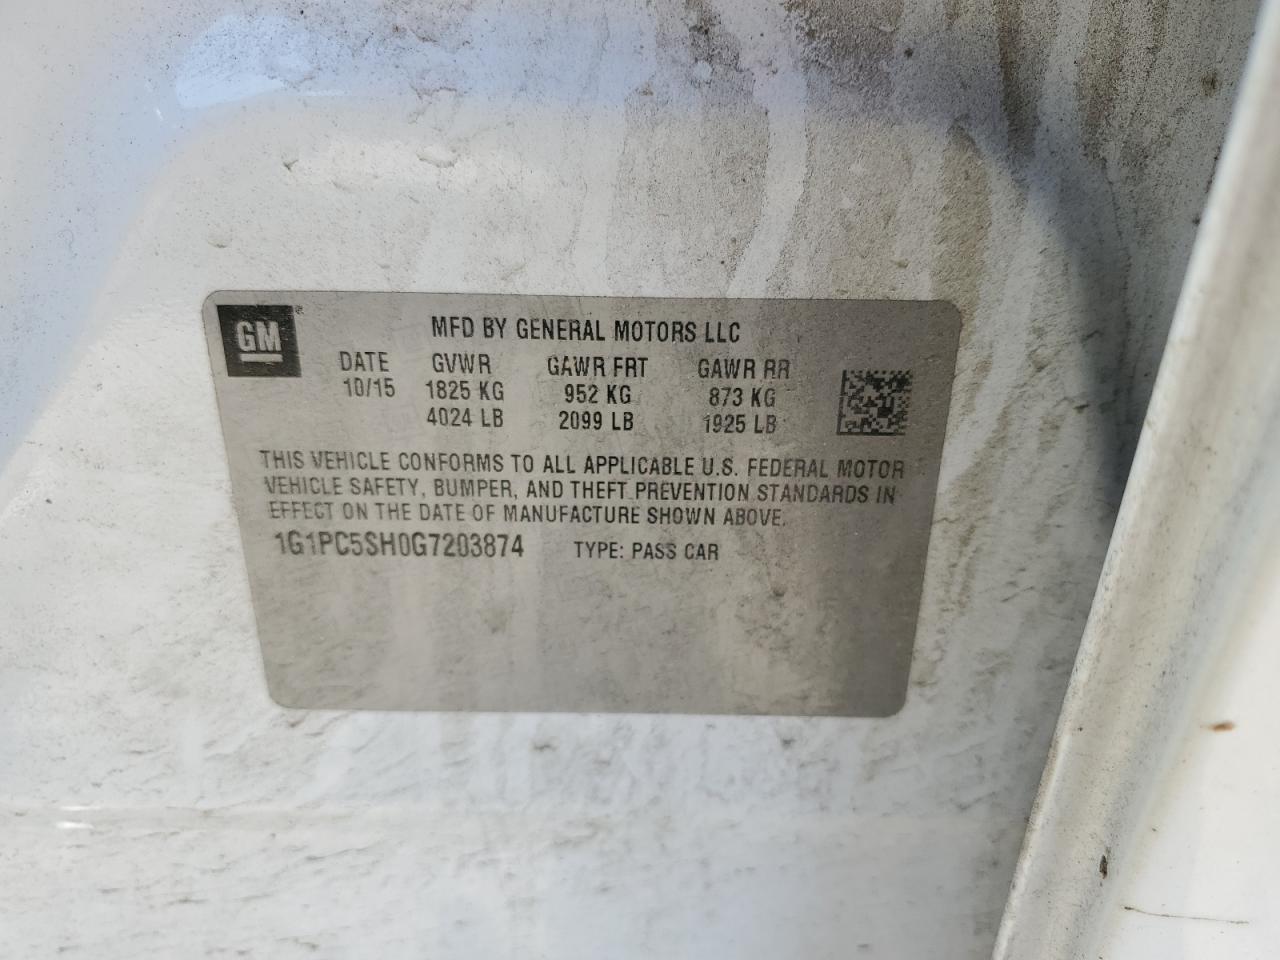 GM
MFD BY GENERAL MOTORS LLC
DATE GVWR GAWR FRT GAWR RR
10/15 1825 KG 952 KG 873 KG
4024 LB 2099 LB 1925 LB
THIS VEHICLE CONFORMS TO ALL APPLICABLE U.S. FEDERAL MOTOR
VEHICLE SAFETY, BUMPER, AND THEFT PREVENTION STANDARDS IN
EFFECT ON THE DATE OF MANUFACTURE SHOWN ABOVE.
1G1PC5SH0G7203874 TYPE: PASS CAR